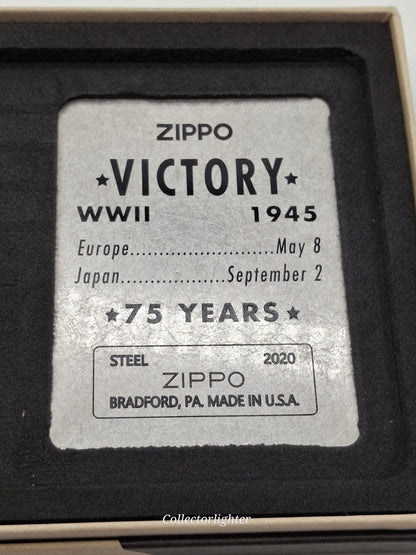 ZIPPO
★VICTORY★
WWII 1945
Europe.........................May 8
Japan...................September 2
★75 YEARS★
STEEL 2020
ZIPPO
BRADFORD, PA. MADE IN U.S.A.
Collectorlighter